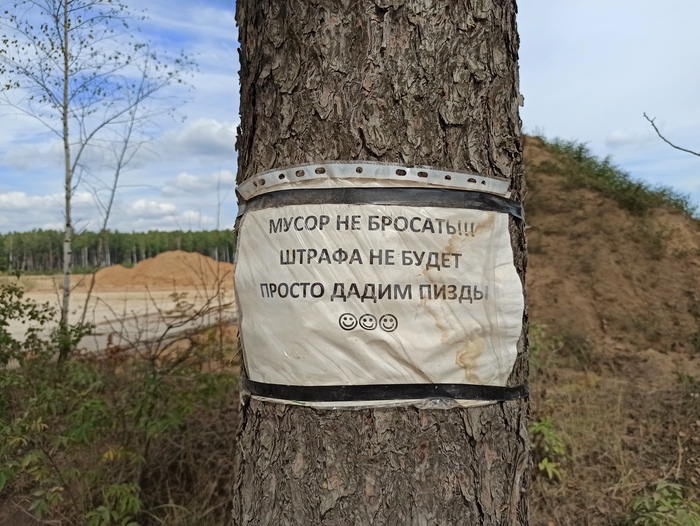 МУСОР НЕ БРОСАТЬ!!!
ШТРАФА НЕ БУДЕТ
ПРОСТО ДАДИМ ПИЗДЫ
☺☺☺